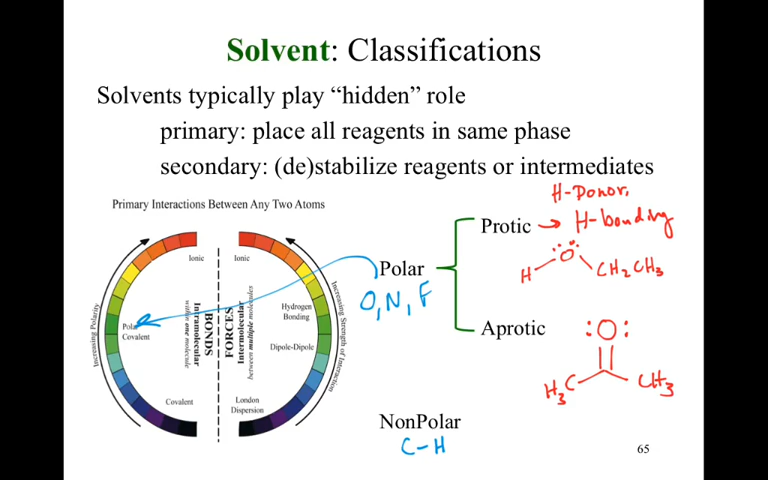 Solvent: Classifications
Solvents typically play “hidden” role
primary: place all reagents in same phase
secondary: (de)stabilize reagents or intermediates
Primary Interactions Between Any Two Atoms
Ionic
Polar
Covalent
Covalent
Increasing Polarity
Intramolecular
within one molecule
BONDS
FORCES
Intermolecular
between multiple molecules
Ionic
Hydrogen
Bonding
Dipole-Dipole
London
Dispersion
Increasing Strength of Interaction
Polar
O, N, F
Protic → H-bonding
H-Donor,
H O CH2CH3
Aprotic
:O:
H3C CH3
NonPolar
C-H
65